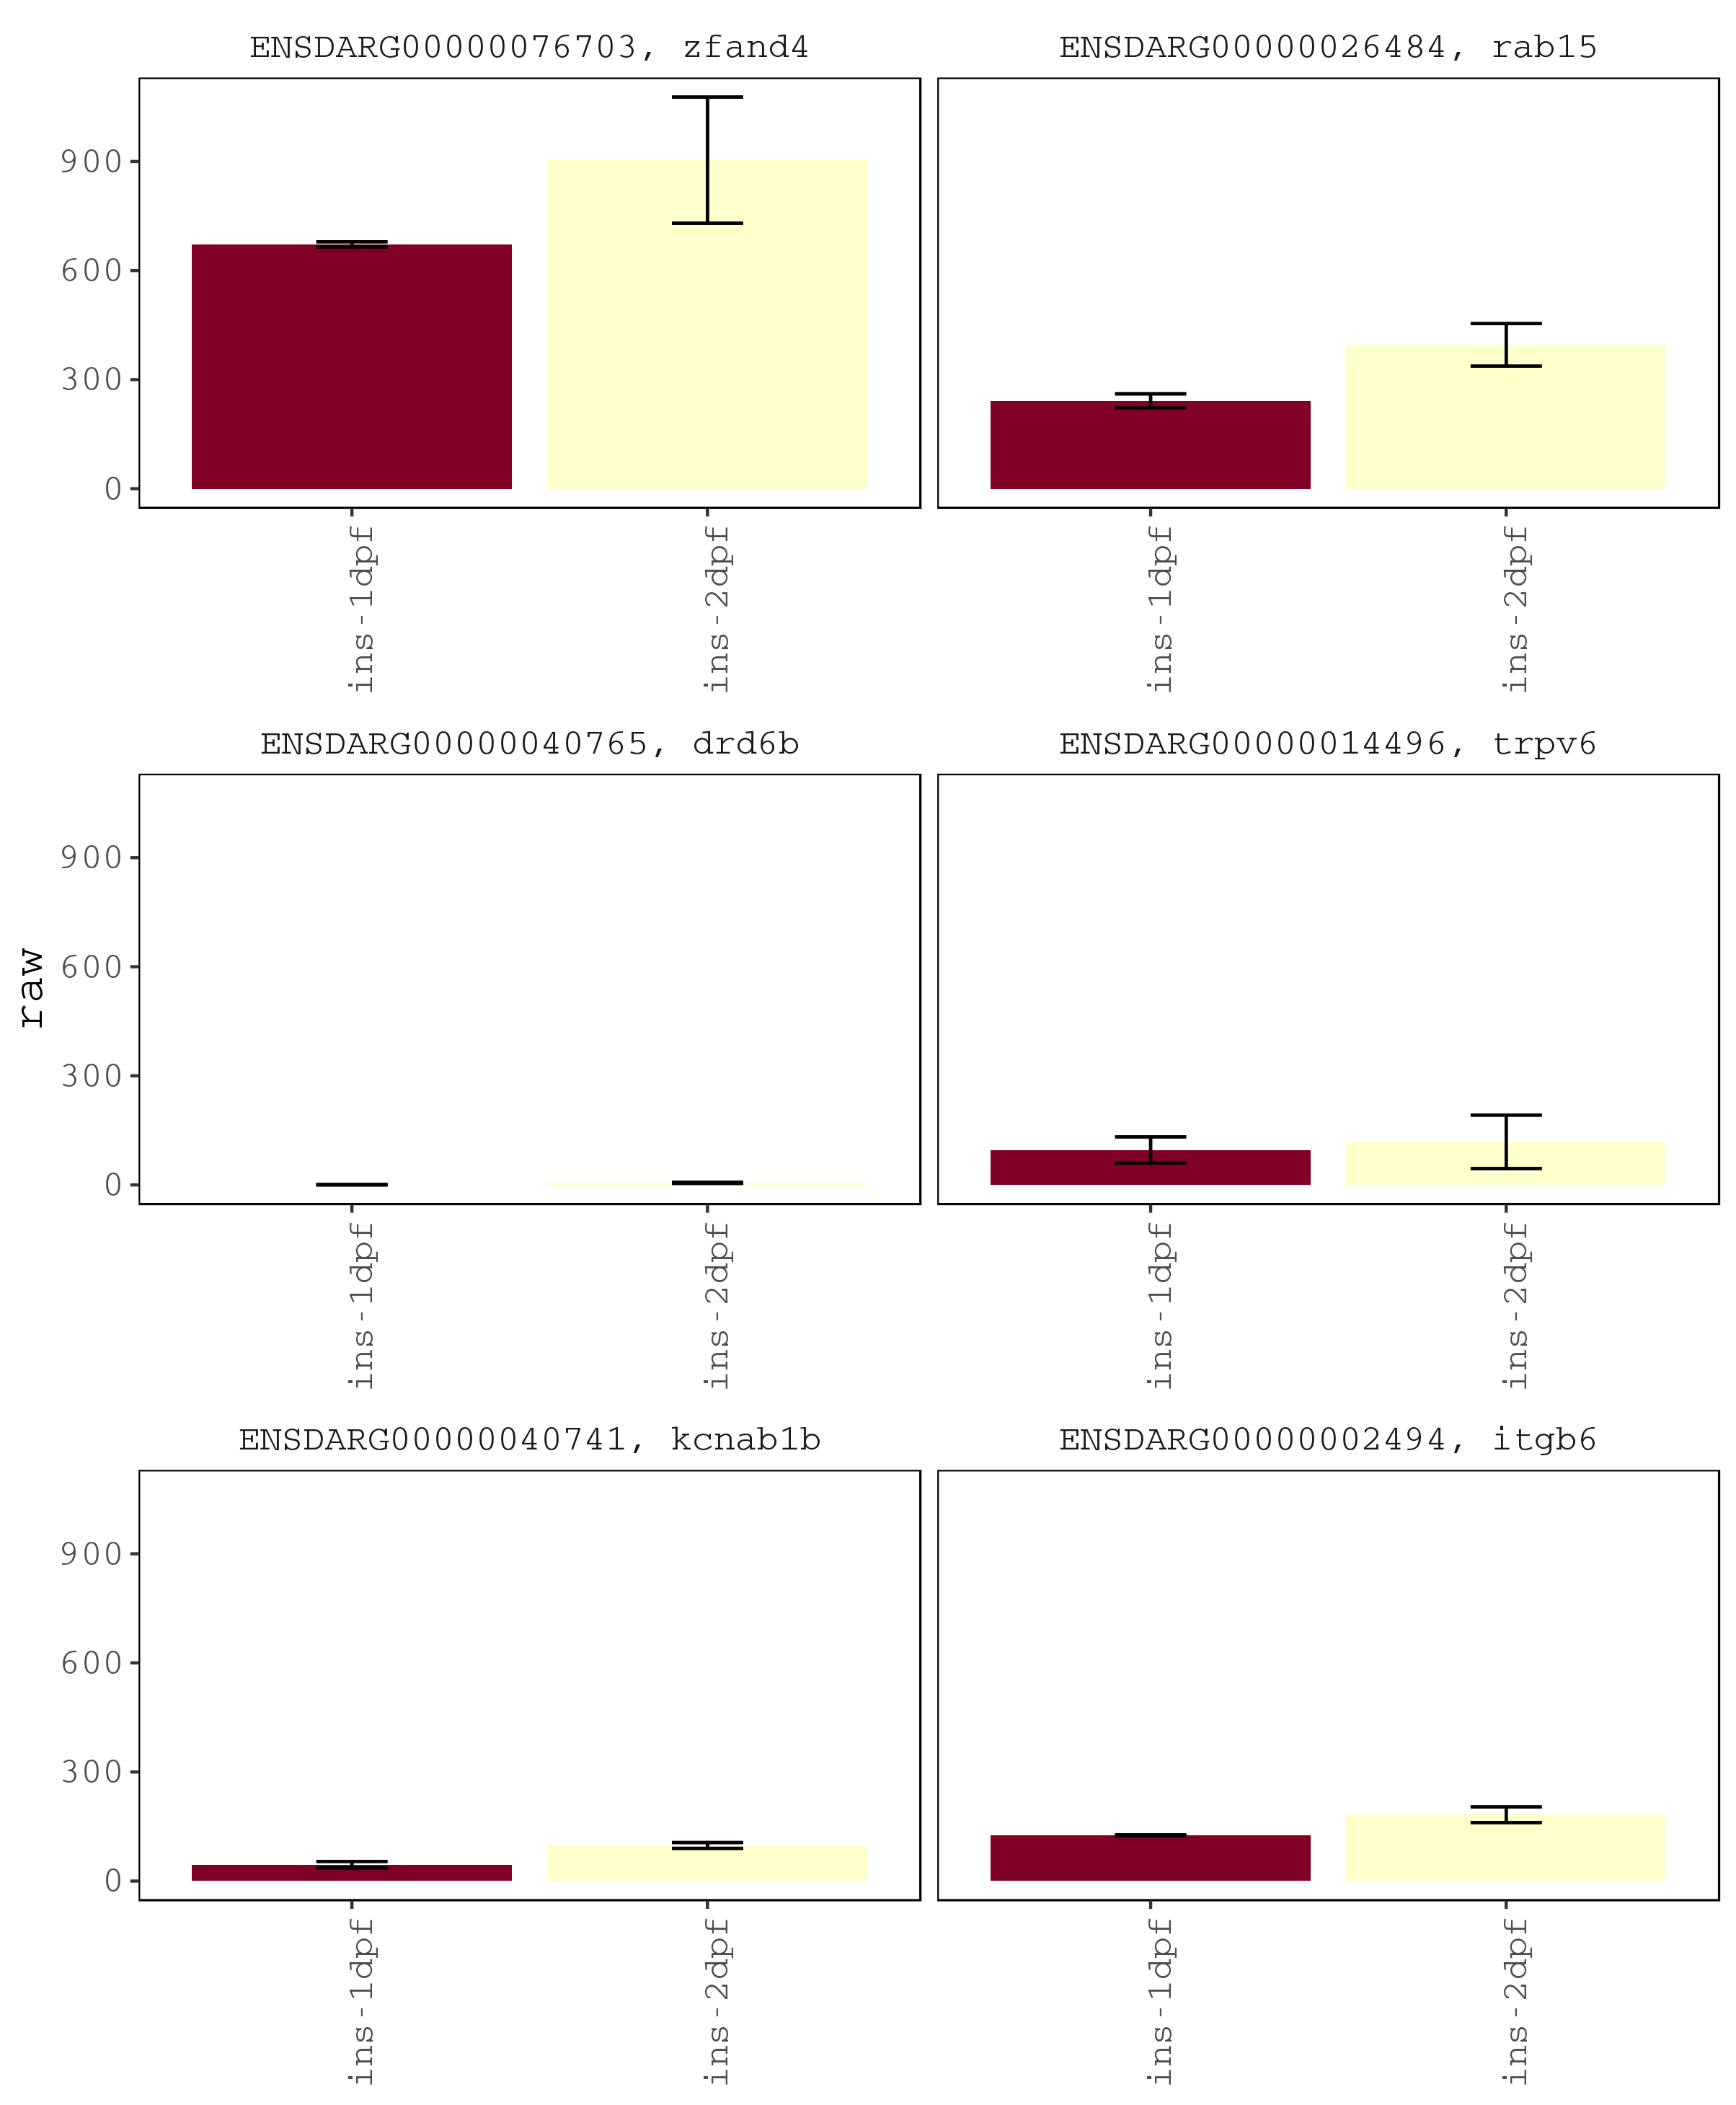 ENSDARG00000076703, zfand4
ENSDARG00000026484, rab15
900
600
300
0
ins-1dpf
ins-2dpf
ins-1dpf
ins-2dpf
ENSDARG00000040765, drd6b
ENSDARG00000014496, trpv6
raw
900
600
300
0
ins-1dpf
ins-2dpf
ins-1dpf
ins-2dpf
ENSDARG00000040741, kcnab1b
ENSDARG00000002494, itgb6
900
600
300
0
ins-1dpf
ins-2dpf
ins-1dpf
ins-2dpf